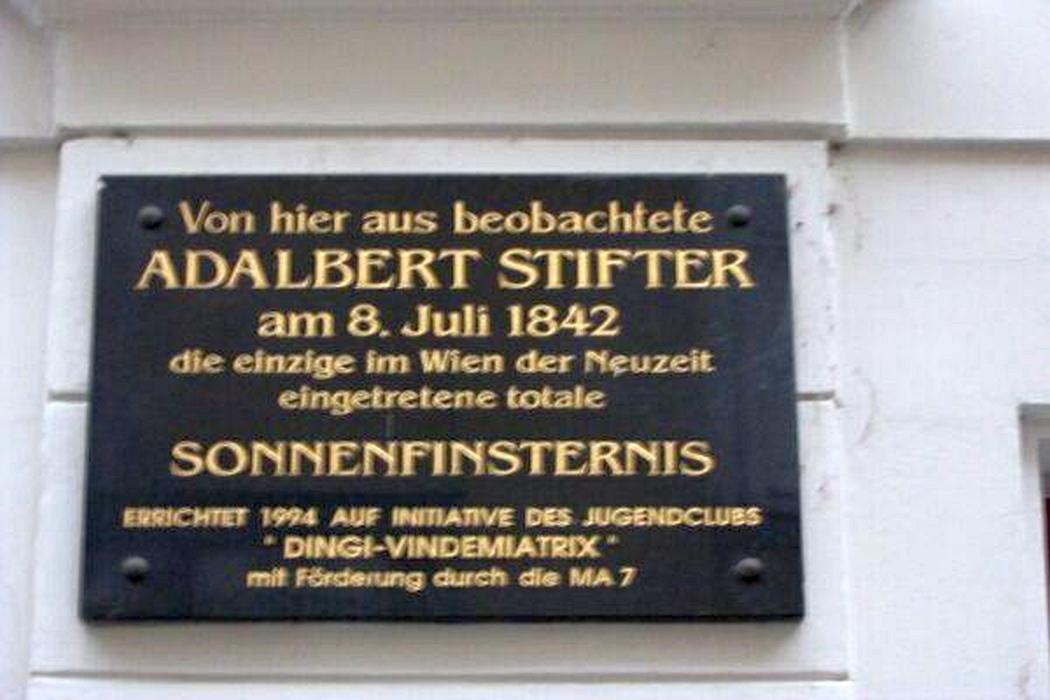 Von hier aus beobachtete
ADALBERT STIFTER
am 8. Juli 1842
die einzige im Wien der Neuzeit
eingetretene totale
SONNENFINSTERNIS
ERRICHTET 1994 AUF INITIATIVE DES JUGENDCLUBS
" DINGI-VINDEMIATRIX "
mit Förderung durch die MA 7